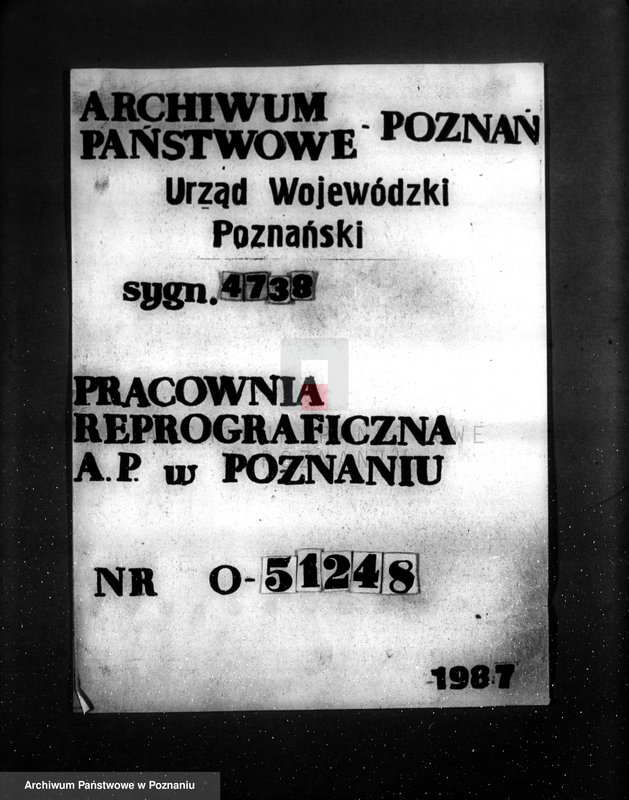 ARCHIWUM
PAŃSTWOWE - POZNAŃ
Urząd Wojewódzki
Poznański
sygn. 4738
PRACOWNIA
REPROGRAFICZNA
A.P. w POZNANIU
NR O-51248
1987
Archiwum Państwowe w Poznaniu